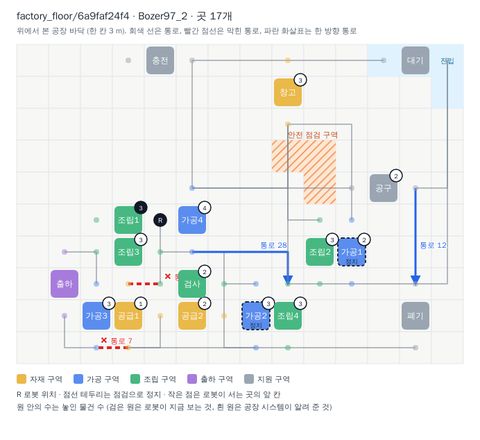 factory_floor/6a9faf24f4 · Bozer97_2 · 곳 17개
위에서 본 공장 바닥 (한 칸 3 m). 회색 선은 통로, 빨간 점선은 막힌 통로, 파란 화살표는 한 방향 통로
충전
대기
진입
3
창고
안전 점검 구역
2
공구
3
조립1
R
4
가공4
3
조립3
통로 28
3
조립2
2
가공1
정지
통로 12
출하
✖
2
검사
3
가공3
1
공급1
2
공급2
3
가공2
정지
3
조립4
폐기
✖ 통로 7
자재 구역
가공 구역
조립 구역
출하 구역
지원 구역
R 로봇 위치 · 점선 테두리는 점검으로 정지 · 작은 점은 로봇이 서는 곳의 앞 칸
원 안의 수는 놓인 물건 수 (검은 원은 로봇이 지금 보는 것, 흰 원은 공장 시스템이 알려 준 것)